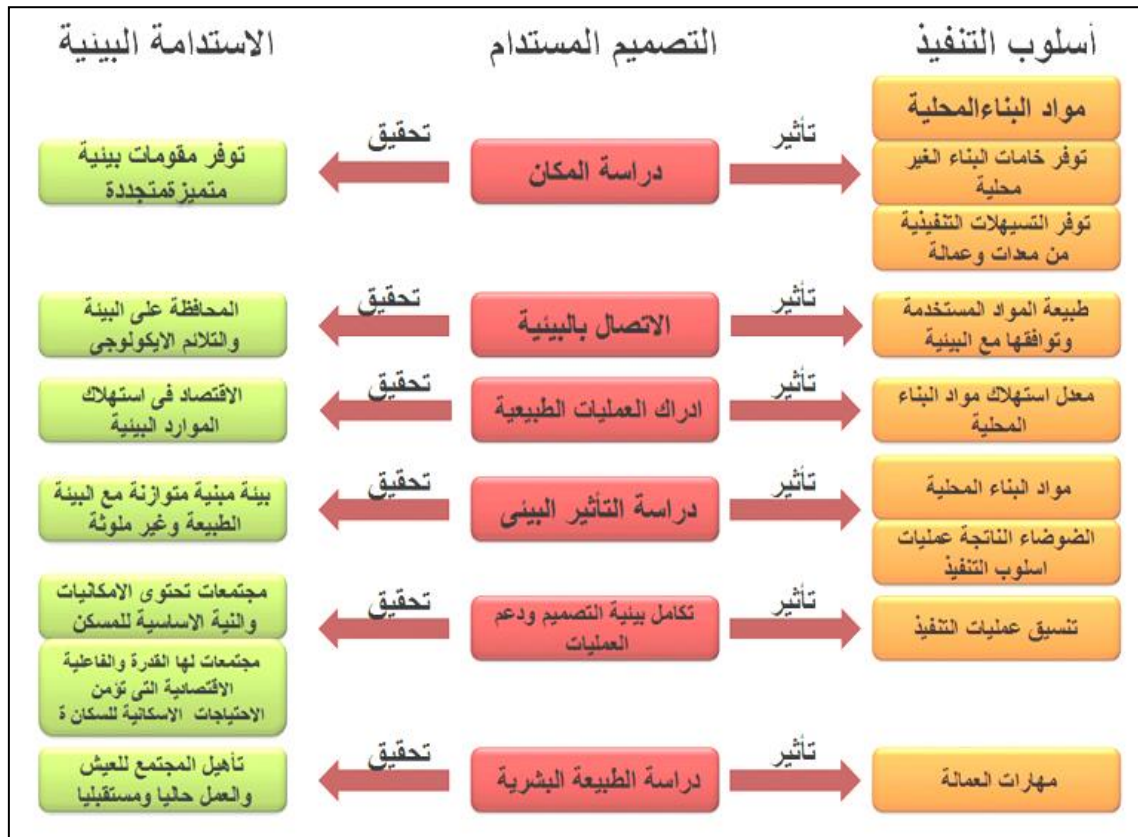 أسلوب التنفيذ
التصميم المستدام
الاستدامة البيئية
مواد البناءالمحلية
توفر خامات البناء الغير
محلية
توفر التسيهلات التنفيذية
من معدات وعمالة
تأثير
دراسة المكان
تحقيق
توفر مقومات بيئية
متميزةمتجددة
طبيعة المواد المستخدمة
وتوافقها مع البيئية
تأثير
الاتصال بالبيئية
تحقيق
المحافظة على البيئة
والتلائم الايكولوجى
معدل استهلاك مواد البناء
المحلية
تأثير
ادراك العمليات الطبيعية
تحقيق
الاقتصاد فى استهلاك
الموارد البيئية
مواد البناء المحلية
الضوضاء الناتجة عمليات
اسلوب التنفيذ
تأثير
دراسة التأثير البيئى
تحقيق
بيئة مبنية متوازنة مع البيئة
الطبيعة وغير ملوثة
تنسيق عمليات التنفيذ
تأثير
تكامل بيئية التصميم ودعم
العمليات
تحقيق
مجتمعات تحتوى الامكانيات
والنية الاساسية للمسكن
مجتمعات لها القدرة والفاعلية
الاقتصادية التى تؤمن
الاحتياجات الاسكانية للسكان ة
مهارات العمالة
تأثير
دراسة الطبيعة البشرية
تحقيق
تأهيل المجتمع للعيش
والعمل حاليا ومستقبليا